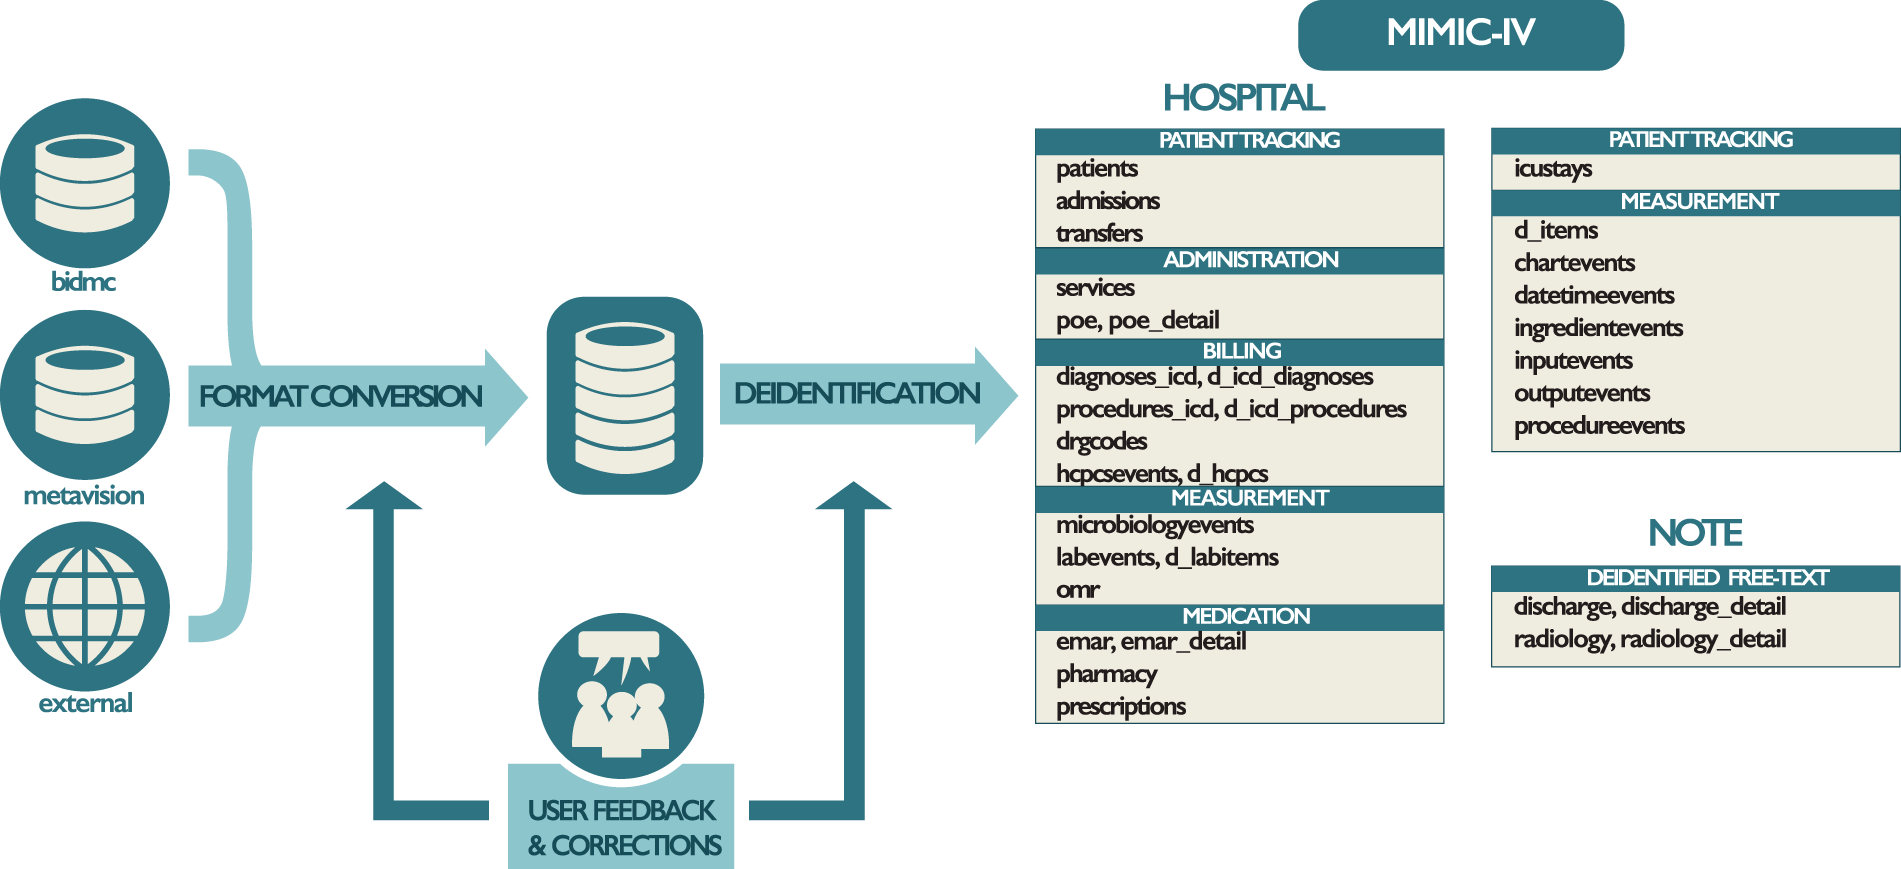 MIMIC-IV
bidmc
metavision
external
FORMAT CONVERSION
DEIDENTIFICATION
USER FEEDBACK
& CORRECTIONS
HOSPITAL
PATIENT TRACKING
patients
admissions
transfers
ADMINISTRATION
services
poe, poe_detail
BILLING
diagnoses_icd, d_icd_diagnoses
procedures_icd, d_icd_procedures
drgcodes
hcpcsevents, d_hcpcs
MEASUREMENT
microbiologyevents
labevents, d_labitems
omr
MEDICATION
emar, emar_detail
pharmacy
prescriptions
PATIENT TRACKING
icustays
MEASUREMENT
d_items
chartevents
datetimeevents
ingredientevents
inputevents
outputevents
procedureevents
NOTE
DEIDENTIFIED FREE-TEXT
discharge, discharge_detail
radiology, radiology_detail